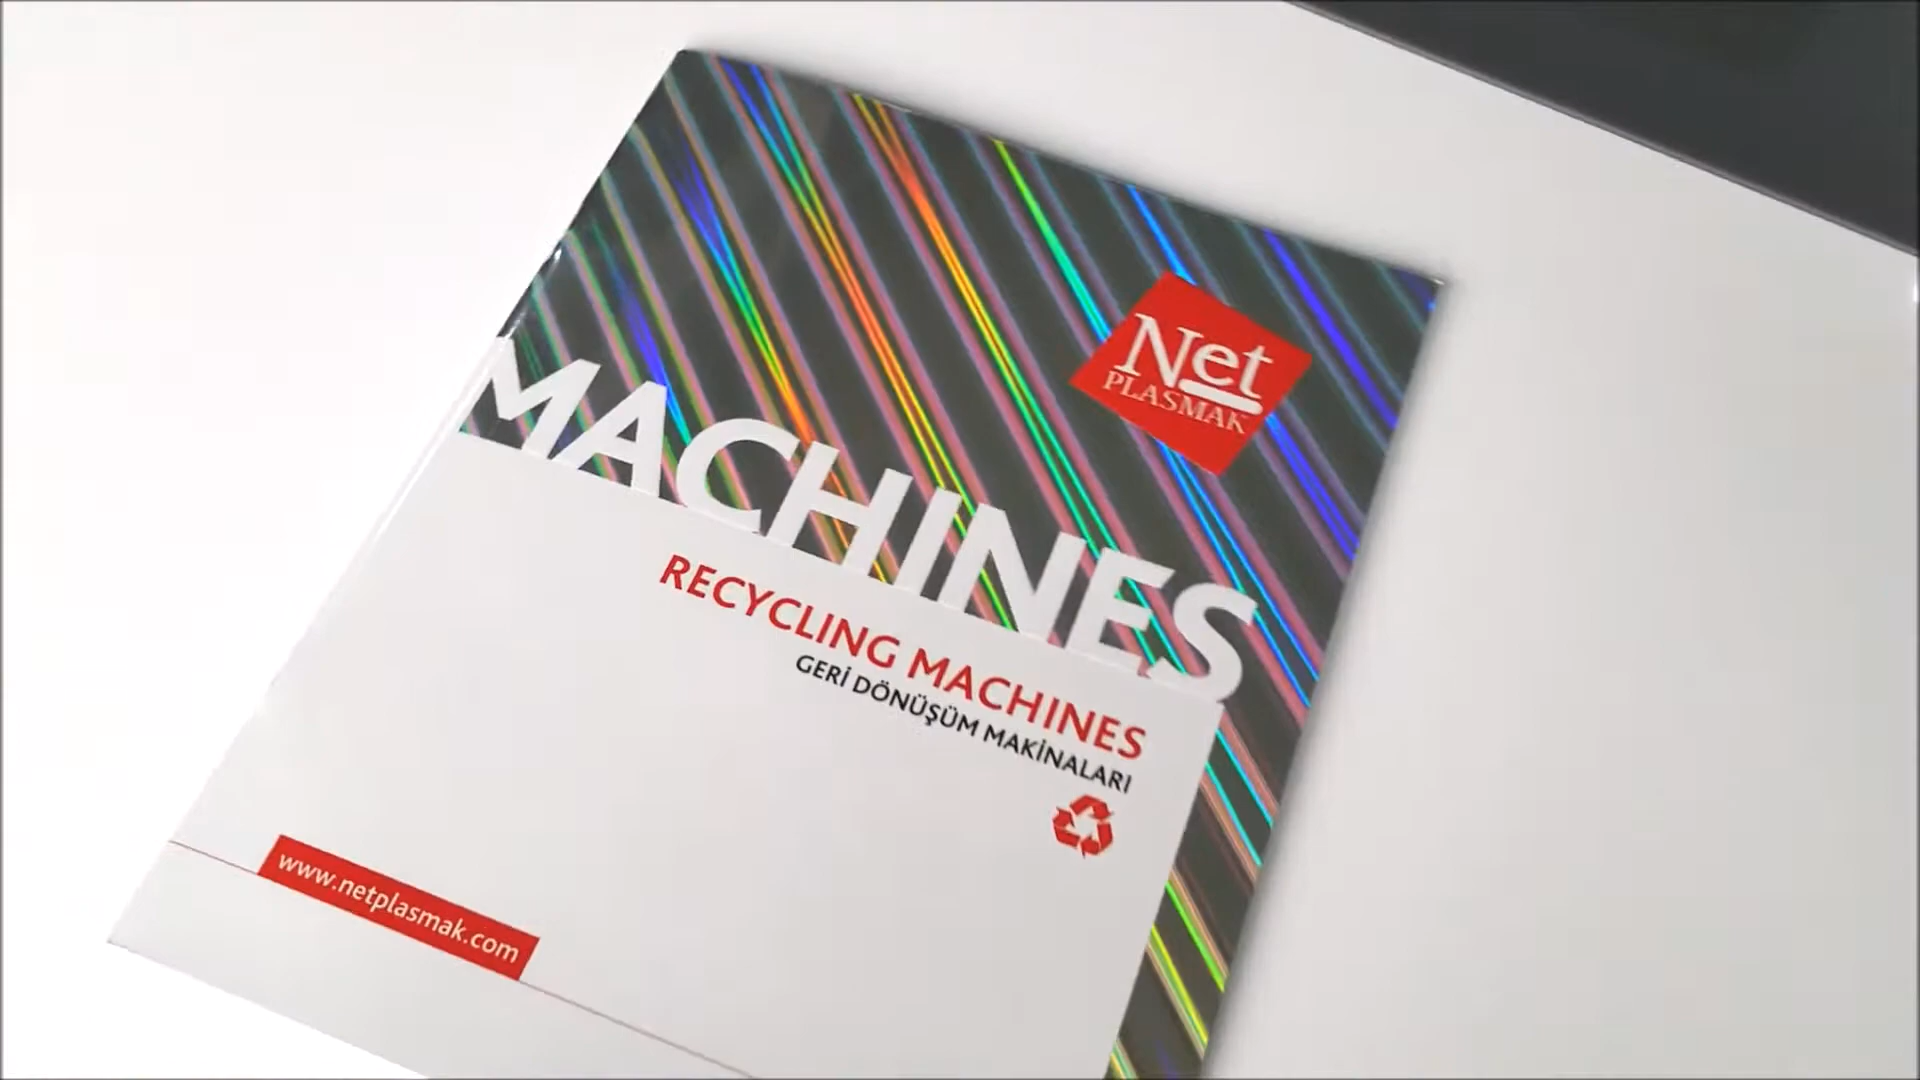 Net
PLASMAK
MACHINES
RECYCLING MACHINES
GERİ DÖNÜŞÜM MAKİNALARI
www.netplasmak.com